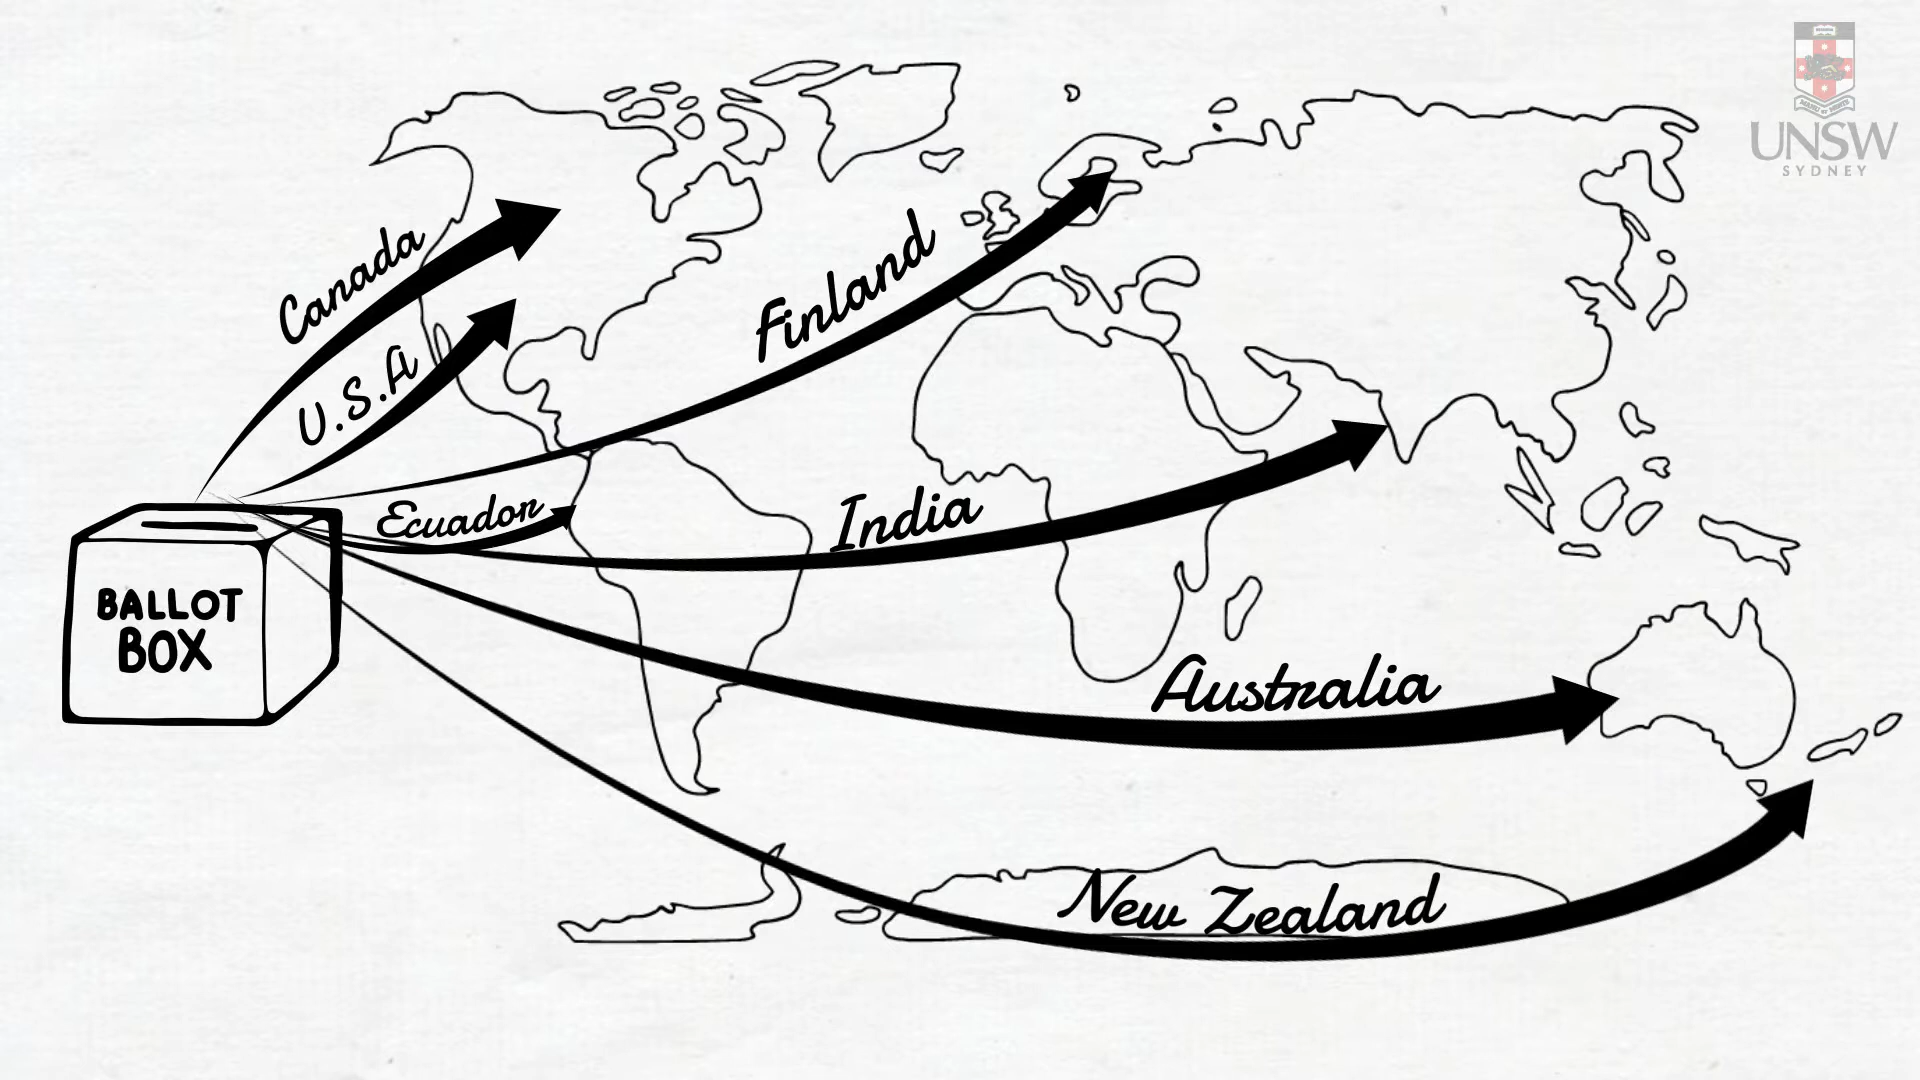 UNSW
SYDNEY
Canada
U.S.A
Finland
Ecuador
India
BALLOT
BOX
Australia
New Zealand